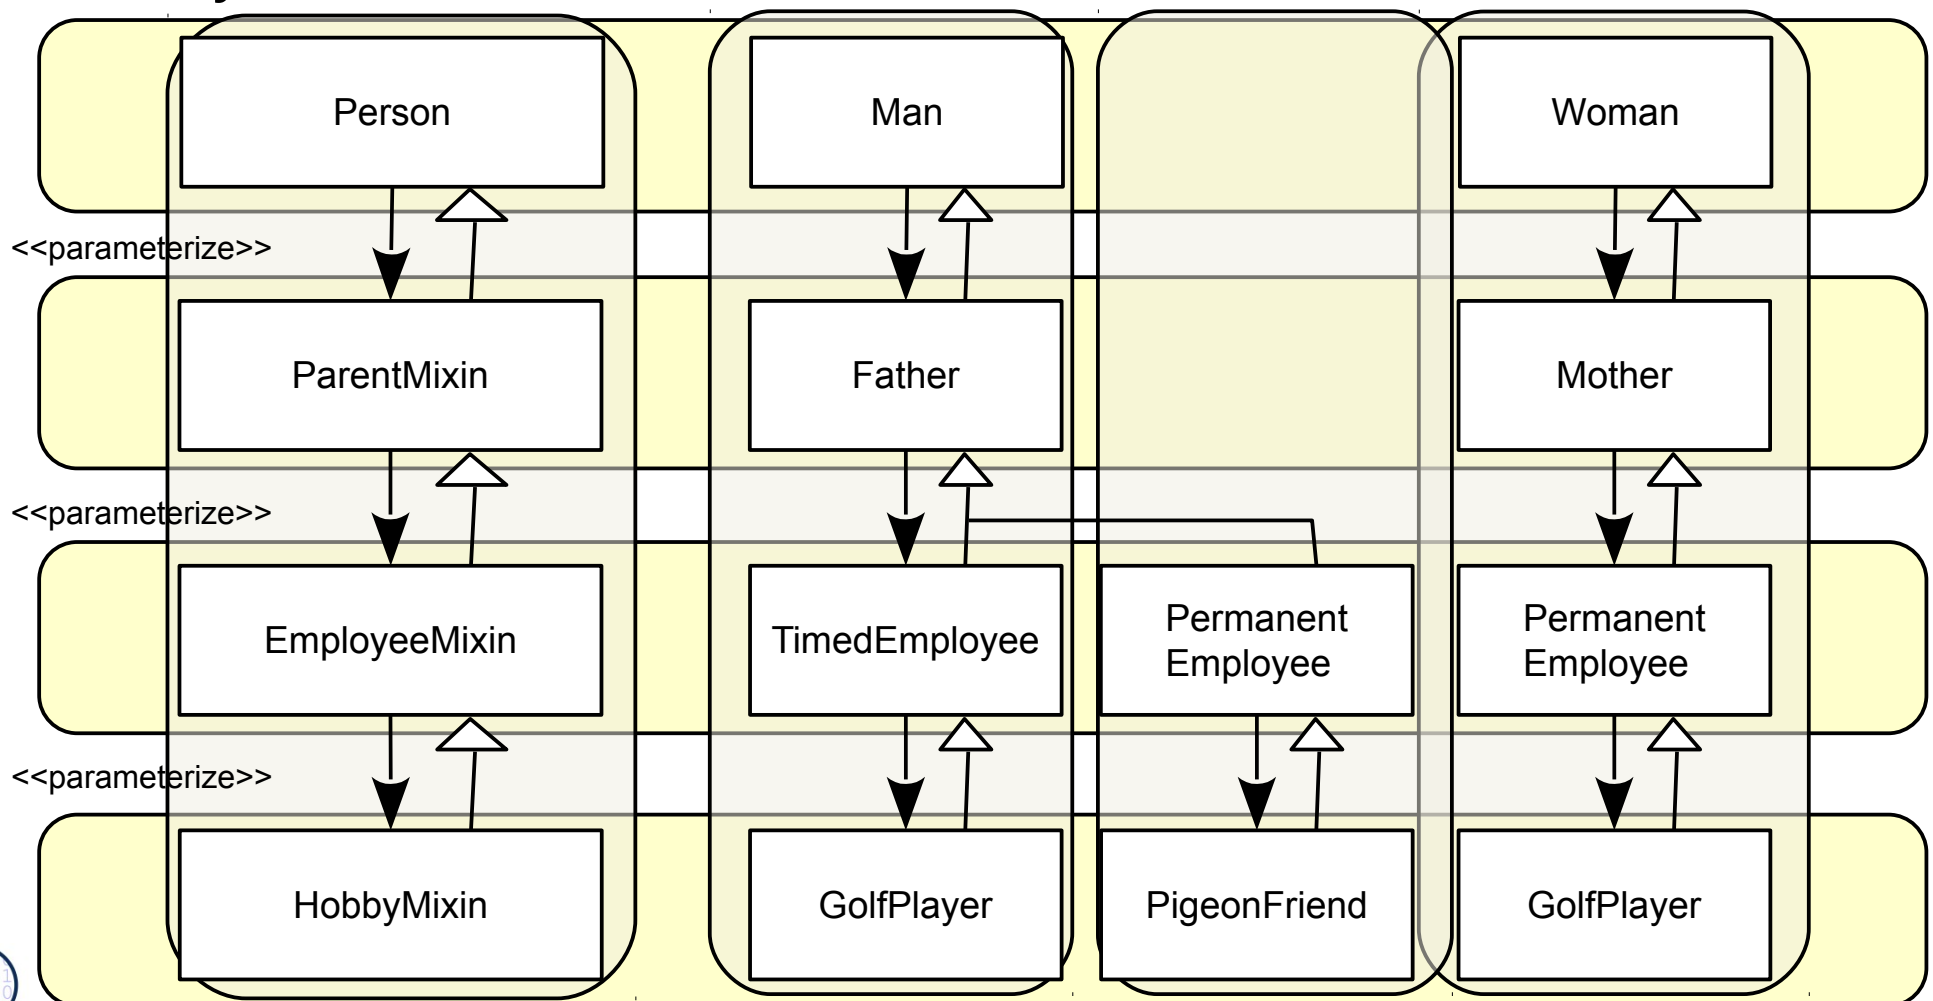 Person
Man
Woman
<<parameterize>>
ParentMixin
Father
Mother
<<parameterize>>
EmployeeMixin
TimedEmployee
Permanent
Employee
Permanent
Employee
<<parameterize>>
HobbyMixin
GolfPlayer
PigeonFriend
GolfPlayer